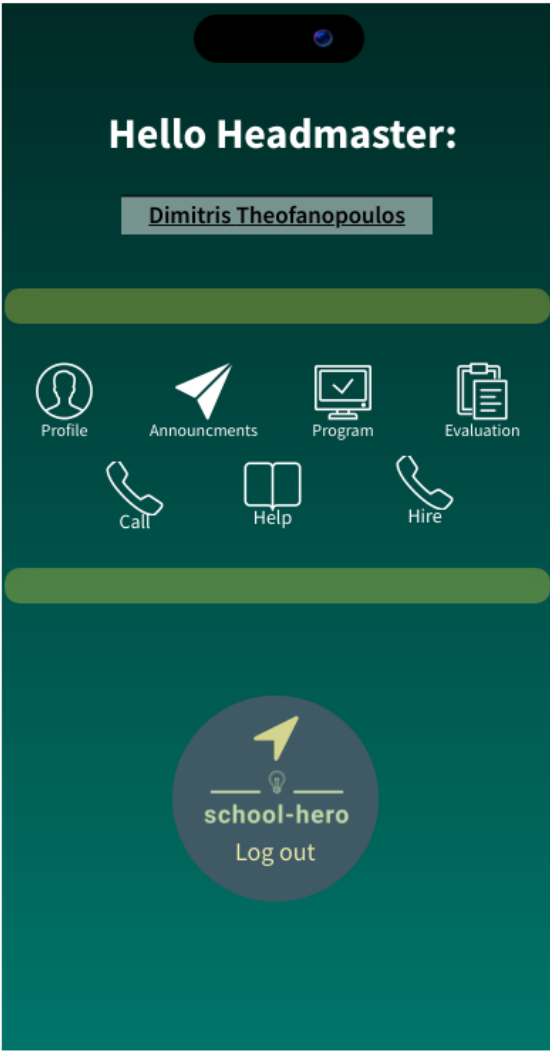 Hello Headmaster:
Dimitris Theofanopoulos
Profile
Announcments
Program
Evaluation
Call
Help
Hire
school-hero
Log out